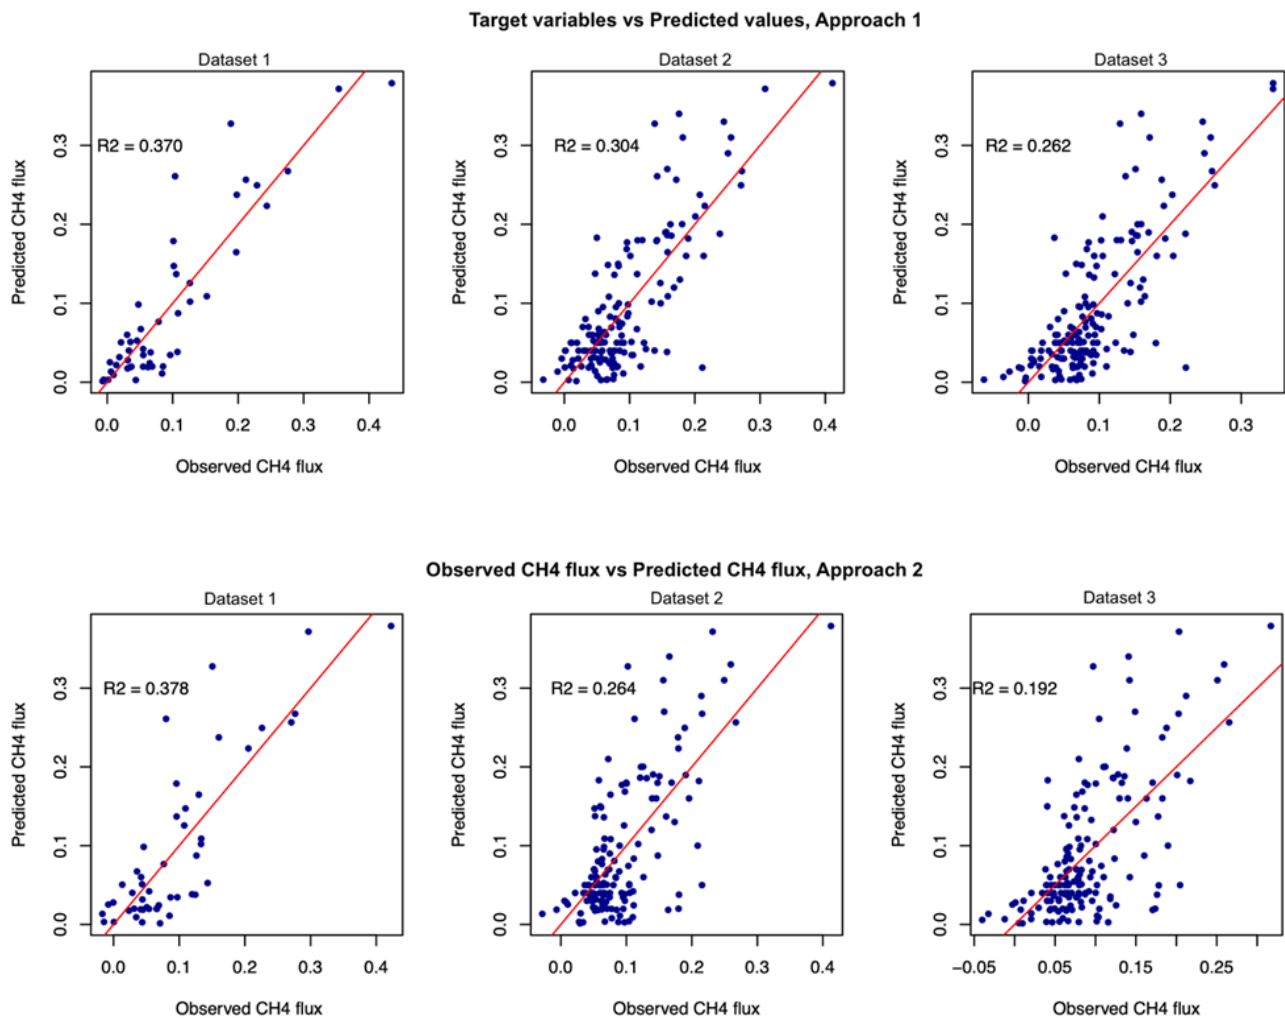 Target variables vs Predicted values, Approach 1
Dataset 1
Dataset 2
Dataset 3
R2 = 0.370
R2 = 0.304
R2 = 0.262
Predicted CH4 flux
0.0 0.1 0.2 0.3
Predicted CH4 flux
0.0 0.1 0.2 0.3
Predicted CH4 flux
0.0 0.1 0.2 0.3
0.0 0.1 0.2 0.3 0.4
0.0 0.1 0.2 0.3 0.4
0.0 0.1 0.2 0.3
Observed CH4 flux
Observed CH4 flux
Observed CH4 flux
Observed CH4 flux vs Predicted CH4 flux, Approach 2
Dataset 1
Dataset 2
Dataset 3
R2 = 0.378
R2 = 0.264
R2 = 0.192
Predicted CH4 flux
0.0 0.1 0.2 0.3
Predicted CH4 flux
0.0 0.1 0.2 0.3
Predicted CH4 flux
0.0 0.1 0.2 0.3
0.0 0.1 0.2 0.3 0.4
0.0 0.1 0.2 0.3 0.4
−0.05 0.05 0.15 0.25
Observed CH4 flux
Observed CH4 flux
Observed CH4 flux